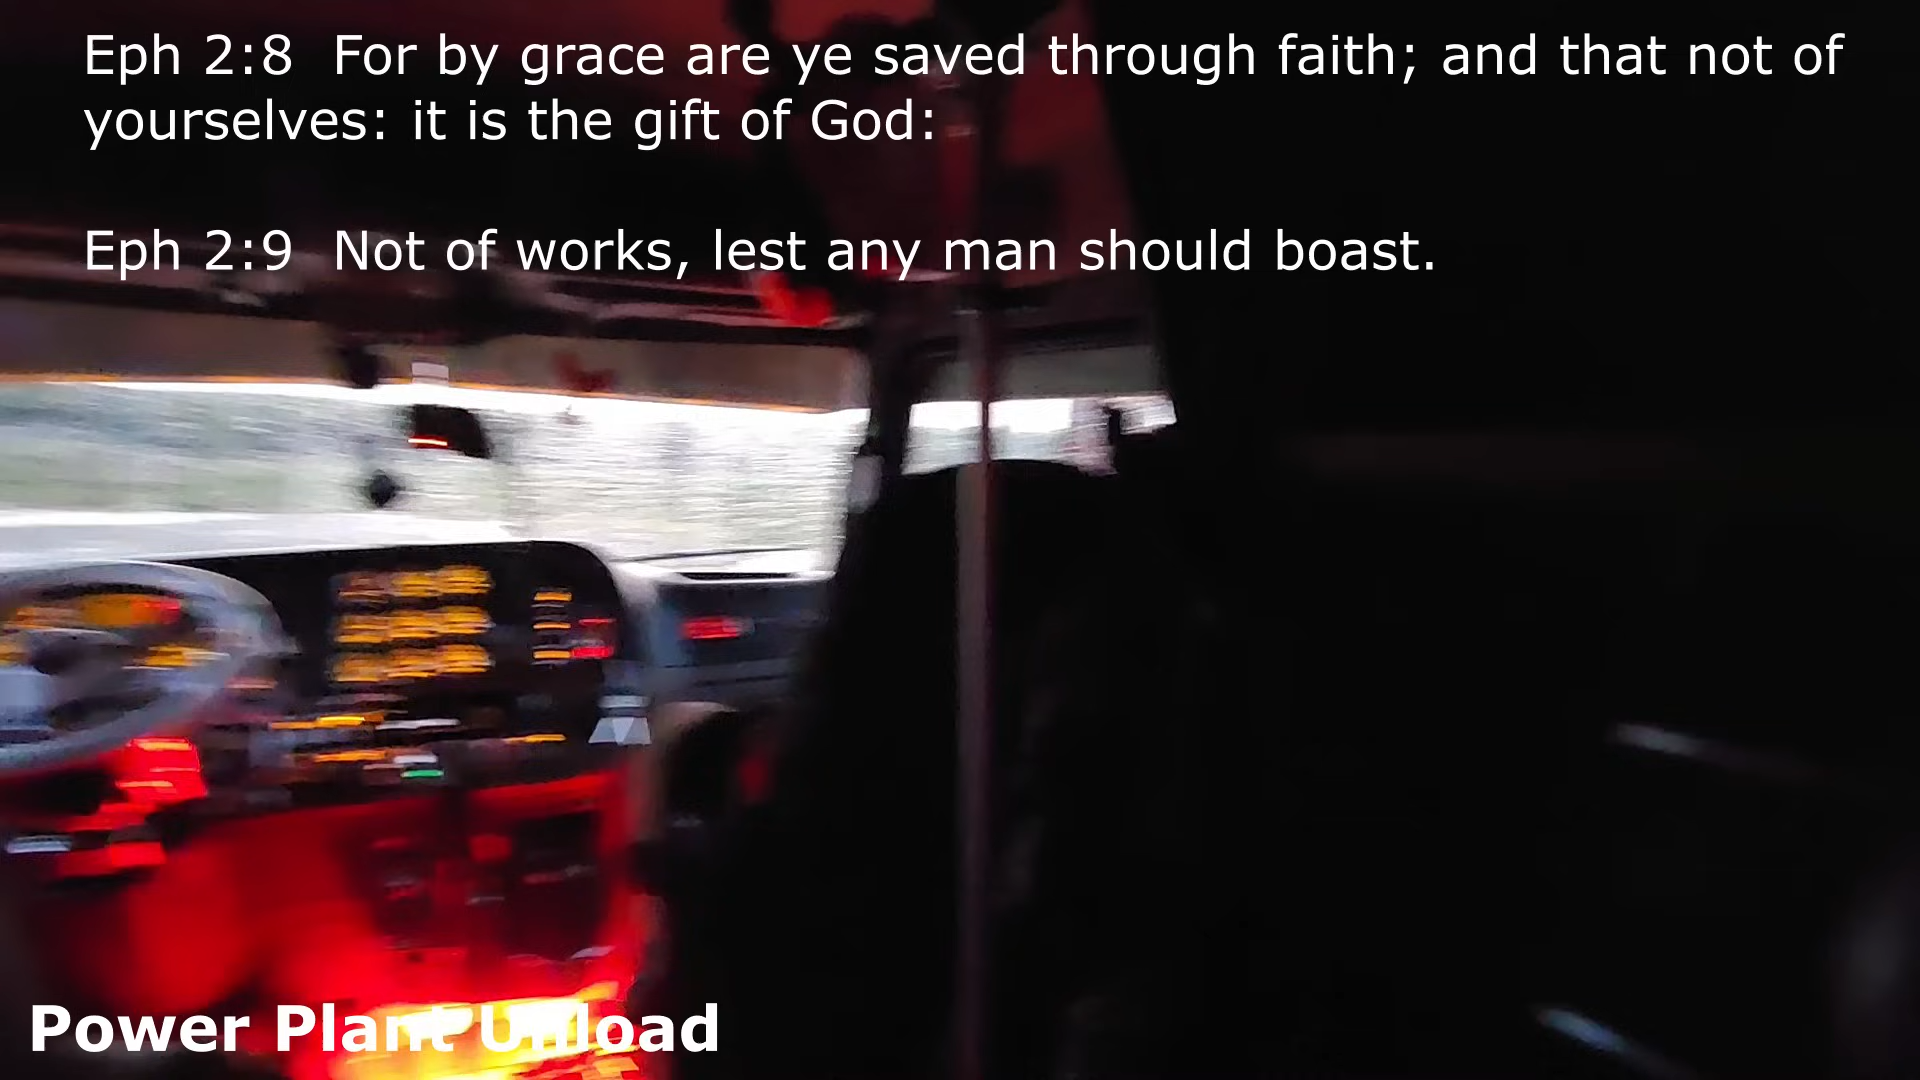 Eph 2:8  For by grace are ye saved through faith; and that not of
yourselves: it is the gift of God:
Eph 2:9  Not of works, lest any man should boast.
Power Plant Unload